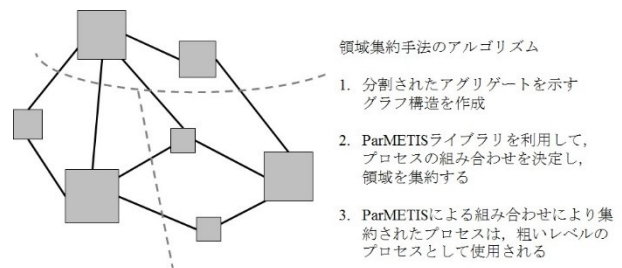 領域集約手法のアルゴリズム
1. 分割されたアグリゲートを示す
グラフ構造を作成
2. ParMETISライブラリを利用して，
プロセスの組み合わせを決定し，
領域を集約する
3. ParMETISによる組み合わせにより集
約されたプロセスは，粗いレベルの
プロセスとして使用される